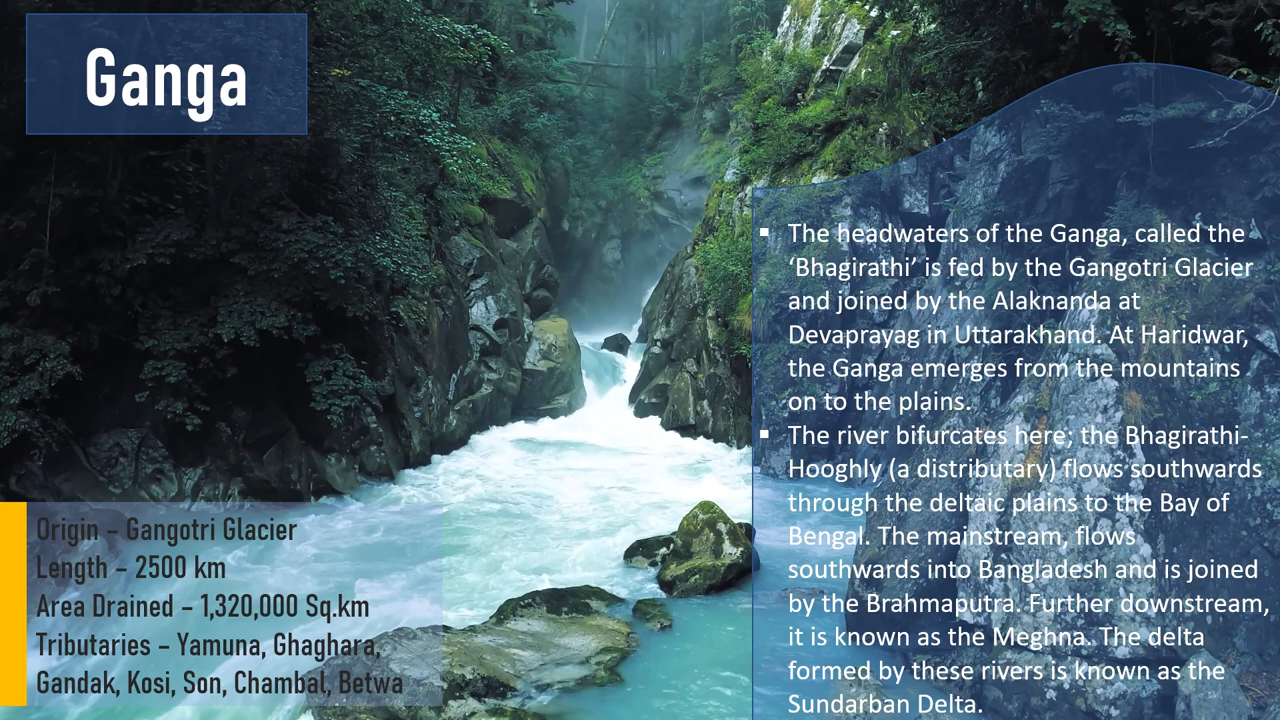 Ganga
The headwaters of the Ganga, called the
‘Bhagirathi’ is fed by the Gangotri Glacier
and joined by the Alaknanda at
Devaprayag in Uttarakhand. At Haridwar,
the Ganga emerges from the mountains
on to the plains.
The river bifurcates here; the Bhagirathi-
Hooghly (a distributary) flows southwards
through the deltaic plains to the Bay of
Bengal. The mainstream, flows
southwards into Bangladesh and is joined
by the Brahmaputra. Further downstream,
it is known as the Meghna. The delta
formed by these rivers is known as the
Sundarban Delta.
Origin – Gangotri Glacier
Length – 2500 km
Area Drained – 1,320,000 Sq.km
Tributaries – Yamuna, Ghaghara,
Gandak, Kosi, Son, Chambal, Betwa